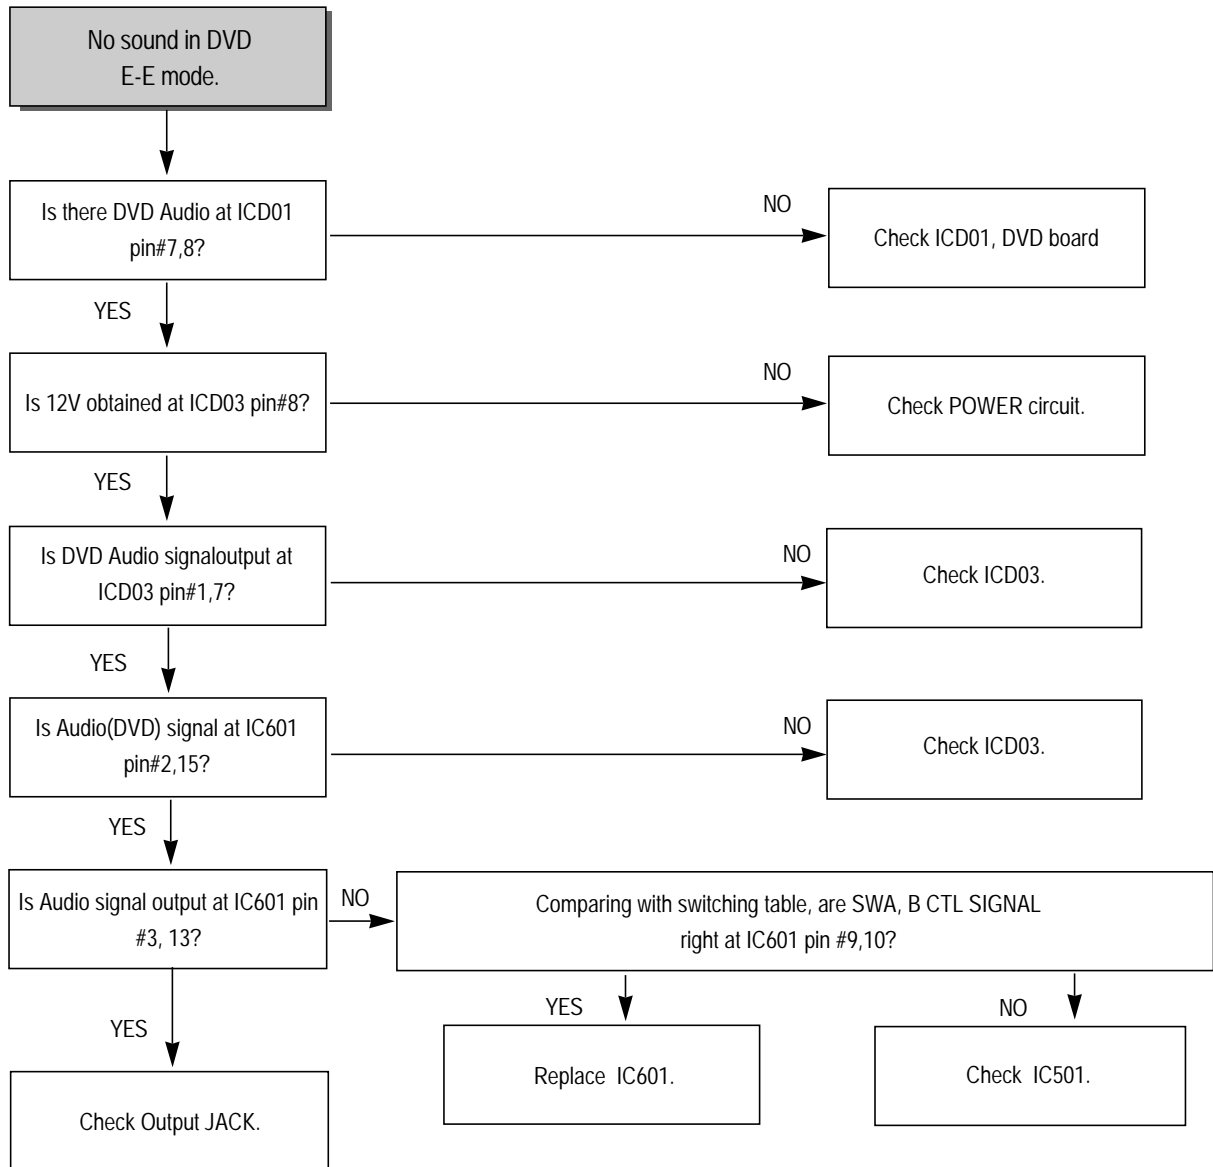 No sound in DVD
E-E mode.
Is there DVD Audio at ICD01
pin#7,8?
NO
Check ICD01, DVD board
YES
Is 12V obtained at ICD03 pin#8?
NO
Check POWER circuit.
YES
Is DVD Audio signaloutput at
ICD03 pin#1,7?
NO
Check ICD03.
YES
Is Audio(DVD) signal at IC601
pin#2,15?
NO
Check ICD03.
YES
Is Audio signal output at IC601 pin
#3, 13?
NO
Comparing with switching table, are SWA, B CTL SIGNAL
right at IC601 pin #9,10?
YES
Replace IC601.
NO
Check IC501.
YES
Check Output JACK.